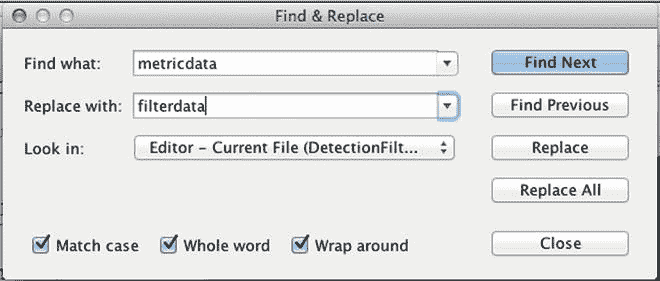 Find & Replace
Find what: metricdata Find Next
Replace with: filterdata Find Previous
Look in: Editor – Current File (DetectionFilt... Replace
Replace All
Match case Whole word Wrap around Close